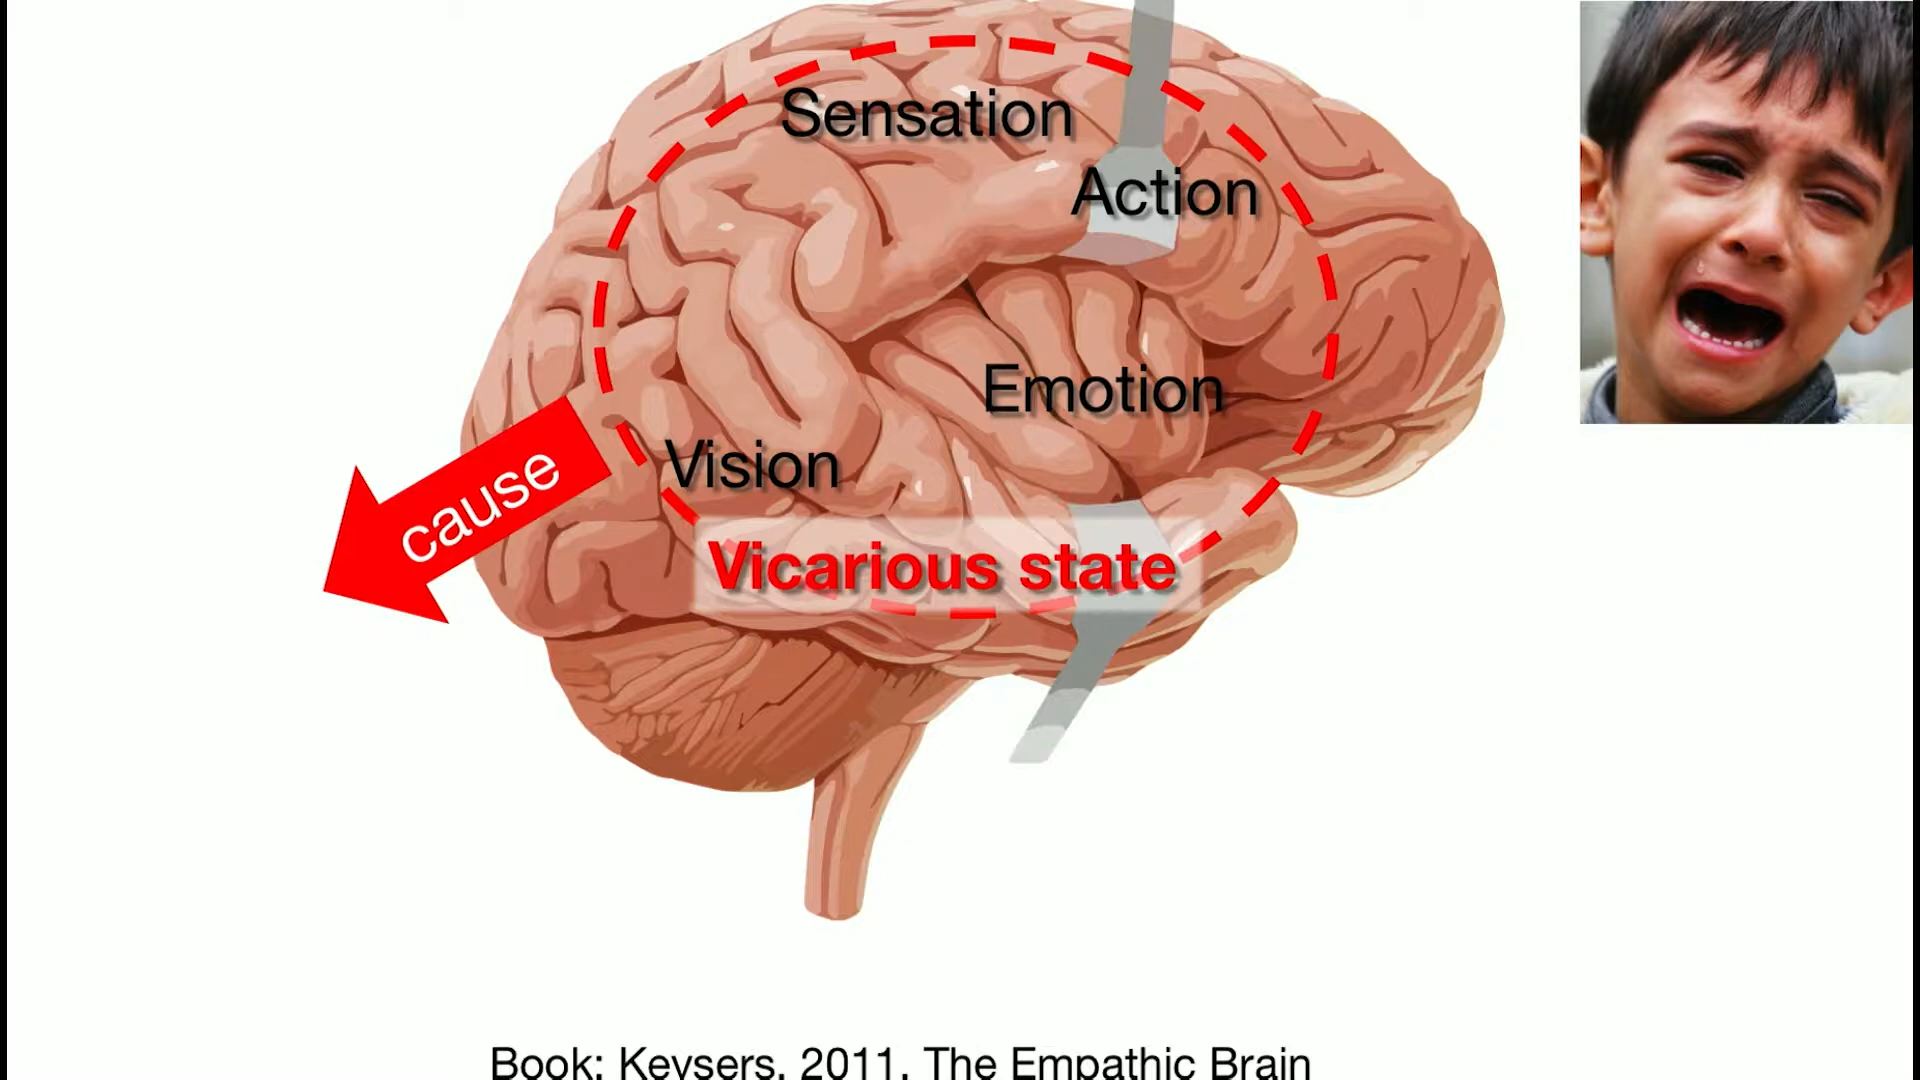 Sensation
Action
Emotion
Vision
cause
Vicarious state
Book: Keysers, 2011, The Empathic Brain